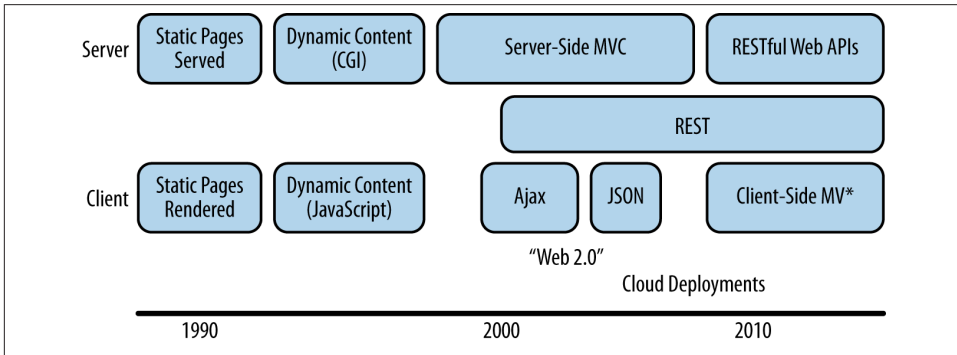 Server
Static Pages
Served
Dynamic Content
(CGI)
Server-Side MVC
RESTful Web APIs
REST
Client
Static Pages
Rendered
Dynamic Content
(JavaScript)
Ajax
JSON
Client-Side MV*
“Web 2.0”
Cloud Deployments
1990
2000
2010